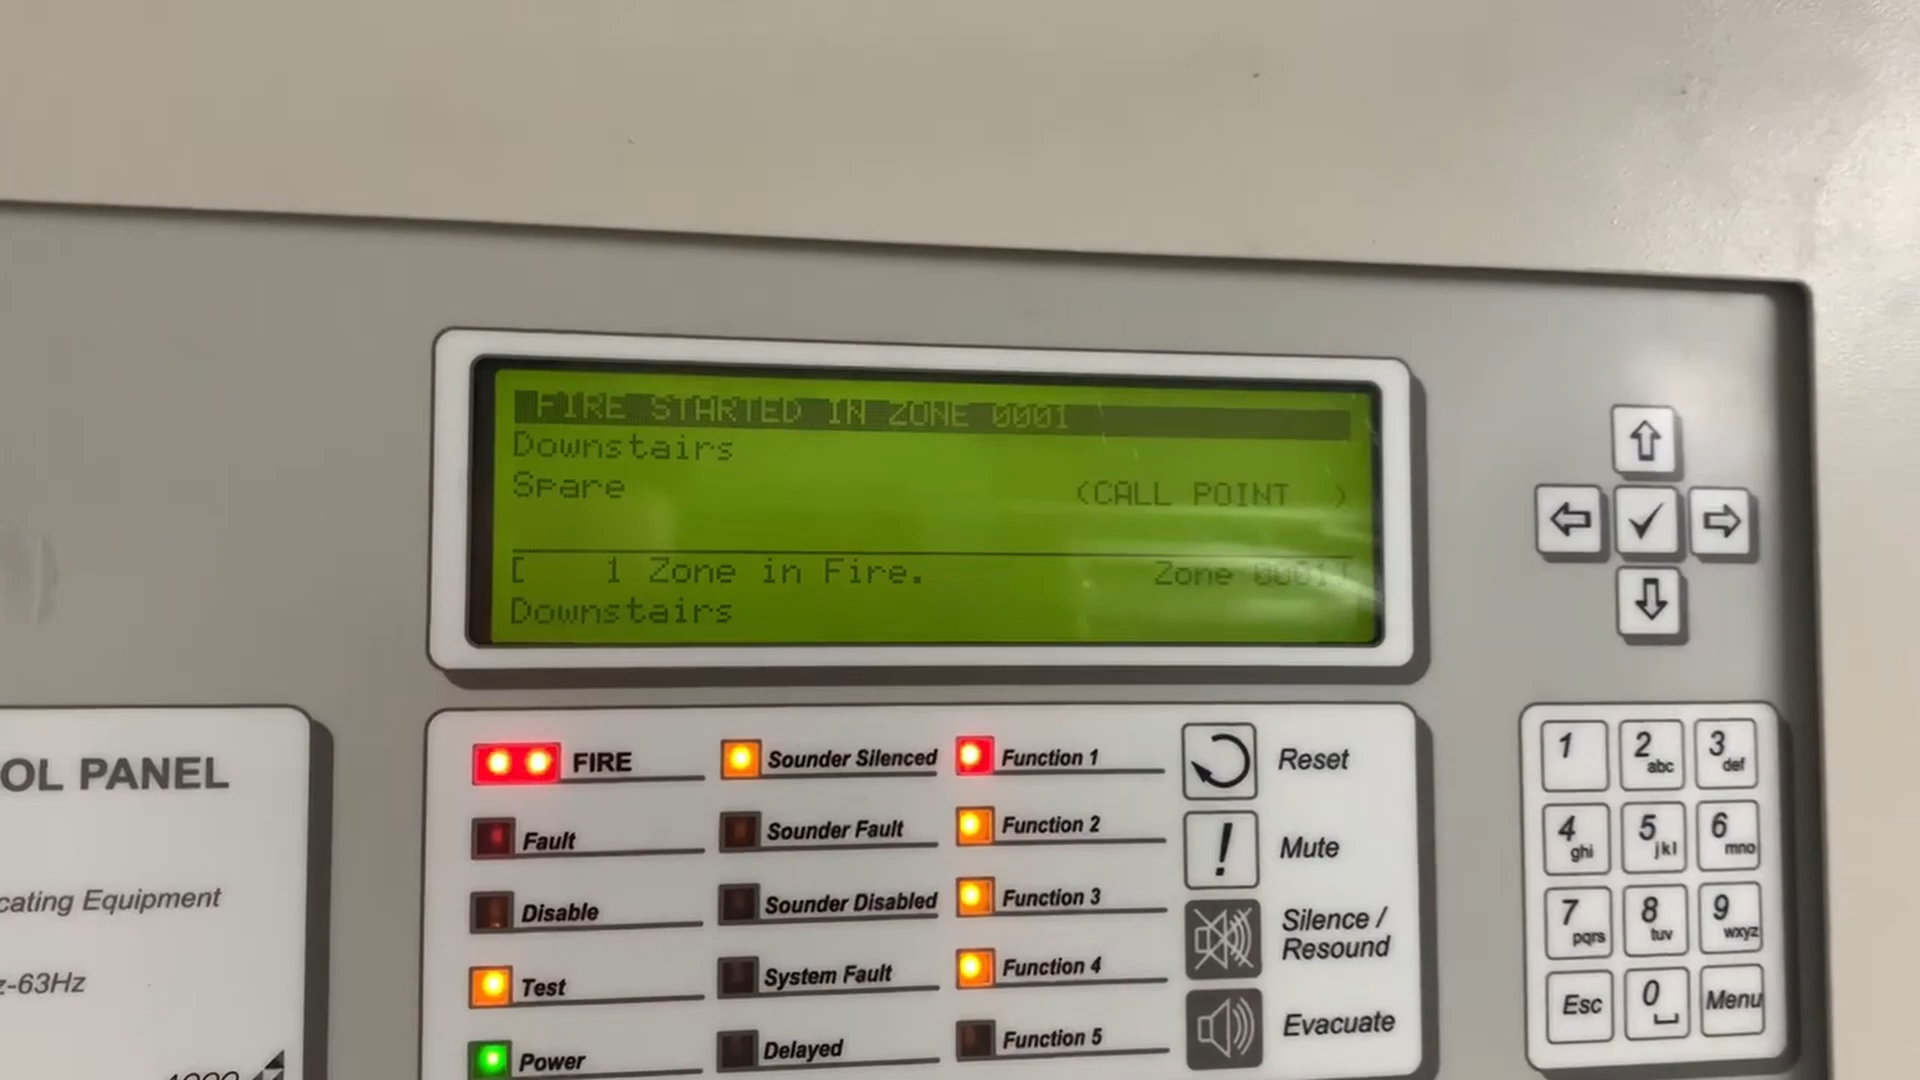 FIRE STARTED IN ZONE 0001
Downstairs
Spare (CALL POINT )
[ 1 Zone in Fire. Zone 0001]
Downstairs
OL PANEL
cating Equipment
z-63Hz
FIRE
Fault
Disable
Test
Power
Sounder Silenced
Sounder Fault
Sounder Disabled
System Fault
Delayed
Function 1
Function 2
Function 3
Function 4
Function 5
Reset
! Mute
Silence /
Resound
Evacuate
1 2 abc 3 def
4 ghi 5 jkl 6 mno
7 pqrs 8 tuv 9 wxyz
Esc 0 Menu